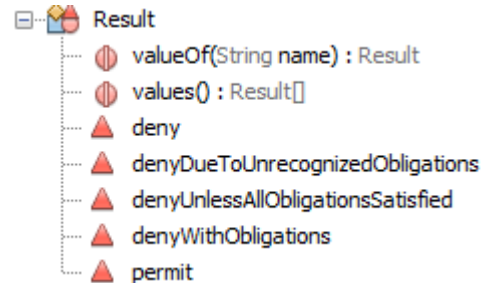 Result
valueOf(String name) : Result
values() : Result[]
deny
denyDueToUnrecognizedObligations
denyUnlessAllObligationsSatisfied
denyWithObligations
permit